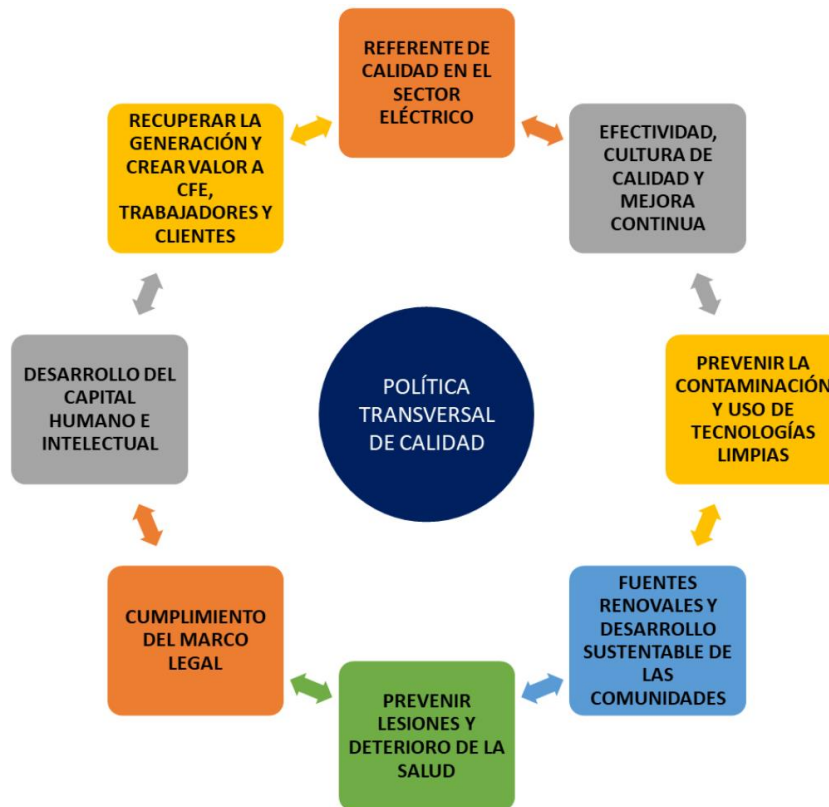 REFERENTE DE
CALIDAD EN EL
SECTOR
ELÉCTRICO
EFECTIVIDAD,
CULTURA DE
CALIDAD Y
MEJORA
CONTINUA
PREVENIR LA
CONTAMINACIÓN
Y USO DE
TECNOLOGÍAS
LIMPIAS
FUENTES
RENOVALES Y
DESARROLLO
SUSTENTABLE DE
LAS
COMUNIDADES
PREVENIR
LESIONES Y
DETERIORO DE LA
SALUD
CUMPLIMIENTO
DEL MARCO
LEGAL
DESARROLLO DEL
CAPITAL
HUMANO E
INTELECTUAL
RECUPERAR LA
GENERACIÓN Y
CREAR VALOR A
CFE,
TRABAJADORES Y
CLIENTES
POLÍTICA
TRANSVERSAL
DE CALIDAD